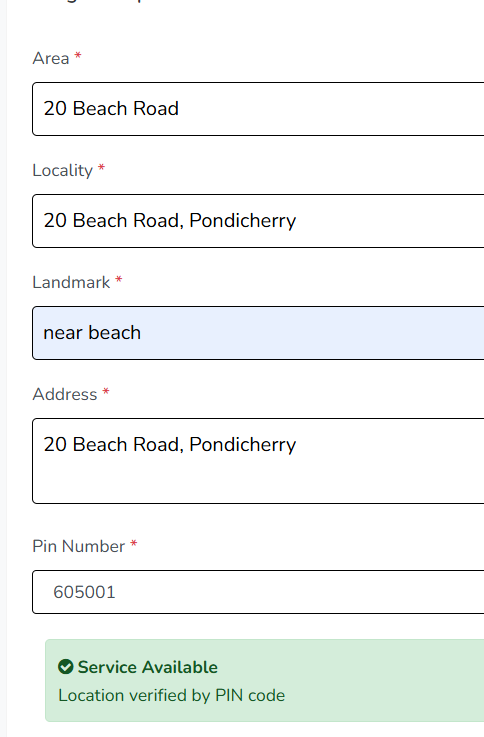 Area *
20 Beach Road
Locality *
20 Beach Road, Pondicherry
Landmark *
near beach
Address *
20 Beach Road, Pondicherry
Pin Number *
605001
Service Available
Location verified by PIN code